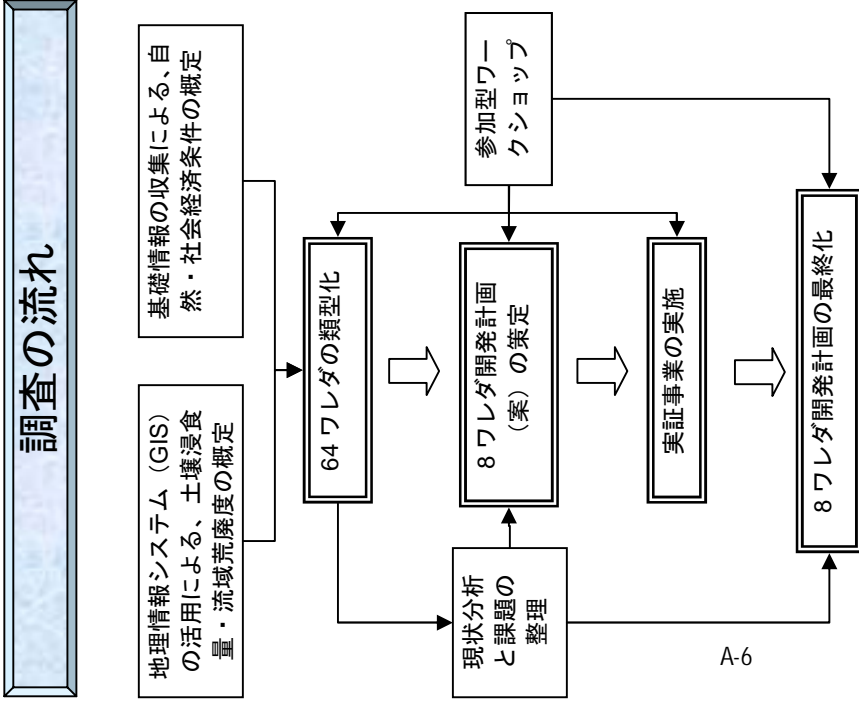 調査の流れ
地理情報システム（GIS）
の活用による、土壌浸食
量・流域荒廃度の概定
基礎情報の収集による、自
然・社会経済条件の概定
64 ワレダの類型化
参加型ワー
クショップ
現状分析
と課題の
整理
8 ワレダ開発計画
（案）の策定
実証事業の実施
8 ワレダ開発計画の最終化
A-6